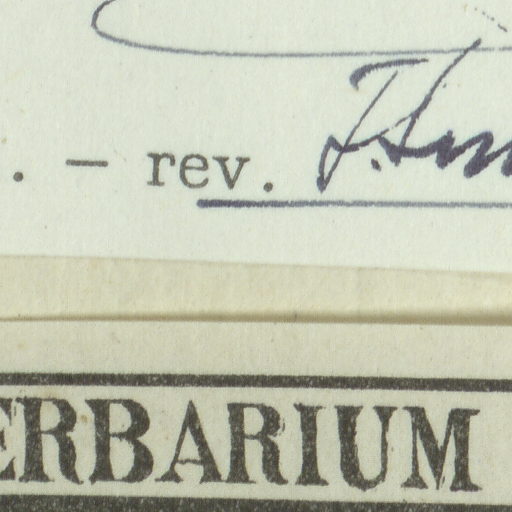 . — rev.
ERBARIUM